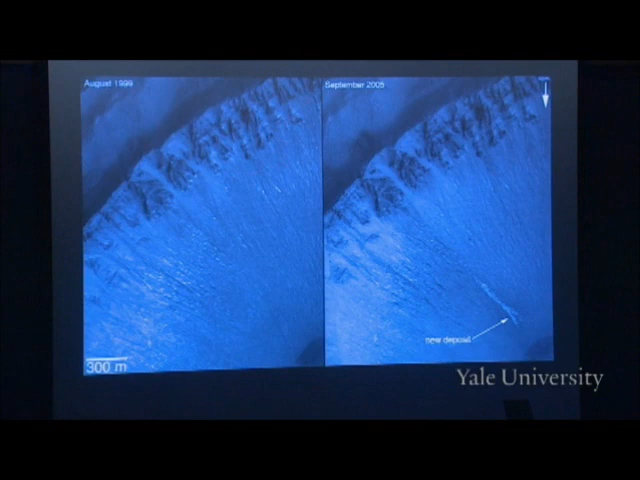 August 1999
September 2005
new deposit
300 m
Yale University